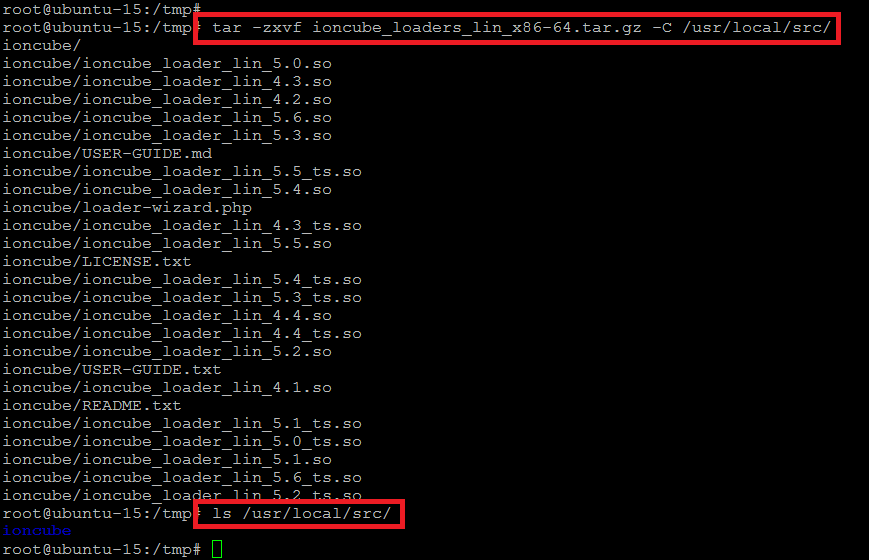 root@ubuntu-15:/tmp#
root@ubuntu-15:/tmp# tar -zxvf ioncube_loaders_lin_x86-64.tar.gz -C /usr/local/src/
ioncube/
ioncube/ioncube_loader_lin_5.0.so
ioncube/ioncube_loader_lin_4.3.so
ioncube/ioncube_loader_lin_4.2.so
ioncube/ioncube_loader_lin_5.6.so
ioncube/ioncube_loader_lin_5.3.so
ioncube/USER-GUIDE.md
ioncube/ioncube_loader_lin_5.5_ts.so
ioncube/ioncube_loader_lin_5.4.so
ioncube/loader-wizard.php
ioncube/ioncube_loader_lin_4.3_ts.so
ioncube/ioncube_loader_lin_5.5.so
ioncube/LICENSE.txt
ioncube/ioncube_loader_lin_5.4_ts.so
ioncube/ioncube_loader_lin_5.3_ts.so
ioncube/ioncube_loader_lin_4.4.so
ioncube/ioncube_loader_lin_4.4_ts.so
ioncube/ioncube_loader_lin_5.2.so
ioncube/USER-GUIDE.txt
ioncube/ioncube_loader_lin_4.1.so
ioncube/README.txt
ioncube/ioncube_loader_lin_5.1_ts.so
ioncube/ioncube_loader_lin_5.0_ts.so
ioncube/ioncube_loader_lin_5.1.so
ioncube/ioncube_loader_lin_5.6_ts.so
ioncube/ioncube_loader_lin_5.2_ts.so
root@ubuntu-15:/tmp# ls /usr/local/src/
ioncube
root@ubuntu-15:/tmp#